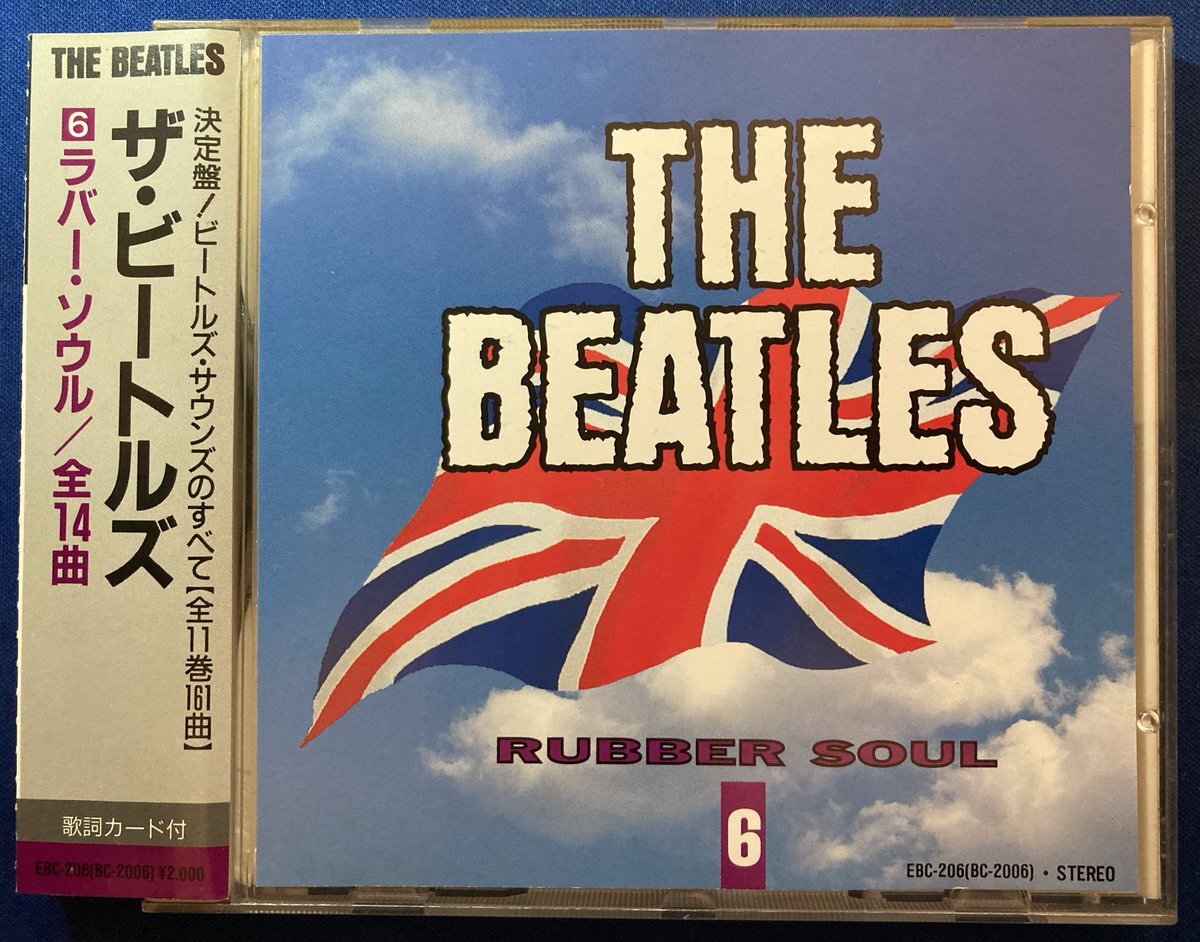 THE BEATLES
決定盤!ビートルズ・サウンズのすべて【全11巻161曲】
ザ・ビートルズ
6ラバー・ソウル/全14曲
歌詞カード付
EBC-206(BC-2006) ¥2.000
THE
BEATLES
RUBBER SOUL
6
EBC-206(BC-2006)・STEREO